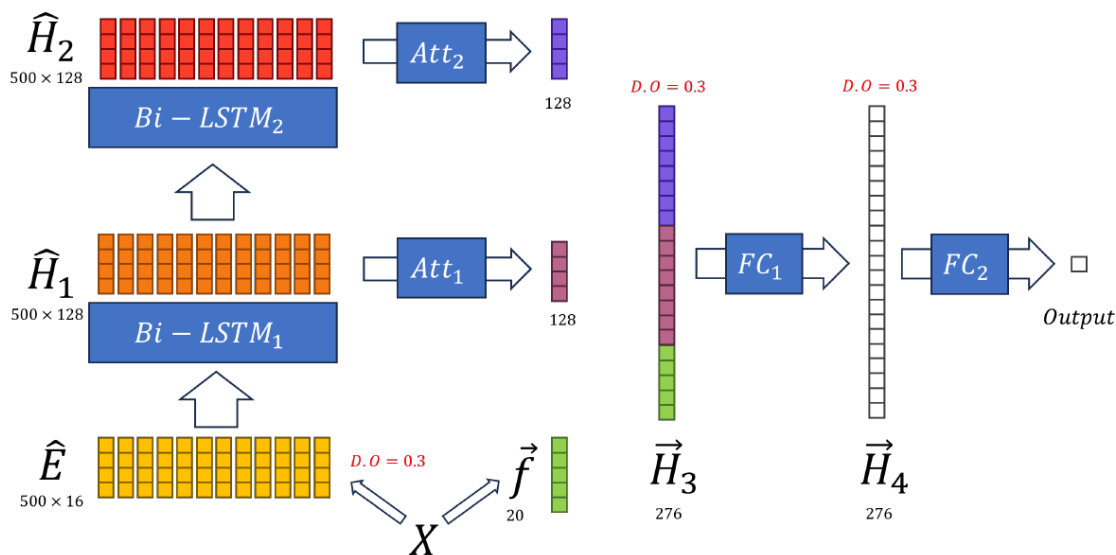 Ĥ₂
500 × 128
Bi − LSTM₂
Att₂
128
Ĥ₁
500 × 128
Bi − LSTM₁
Att₁
128
Ê
500 × 16
D.O = 0.3
X
f⃗
20
D.O = 0.3
H⃗₃
276
FC₁
D.O = 0.3
H⃗₄
276
FC₂
Output